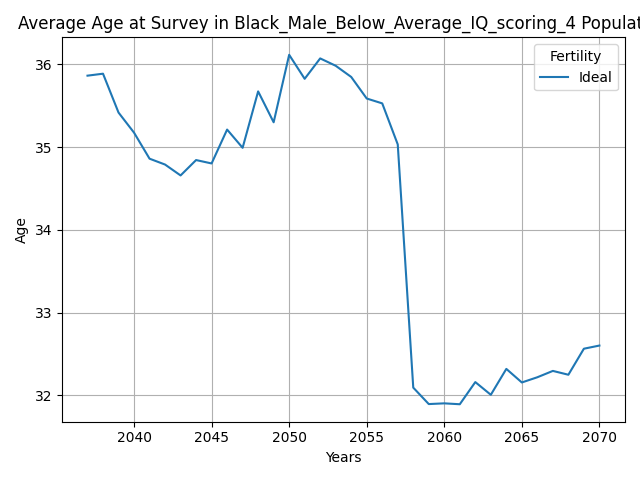 Average Age at Survey in Black_Male_Below_Average_IQ_scoring_4 Populat
Fertility
Ideal
36
35
34
33
32
Age
2040 2045 2050 2055 2060 2065 2070
Years